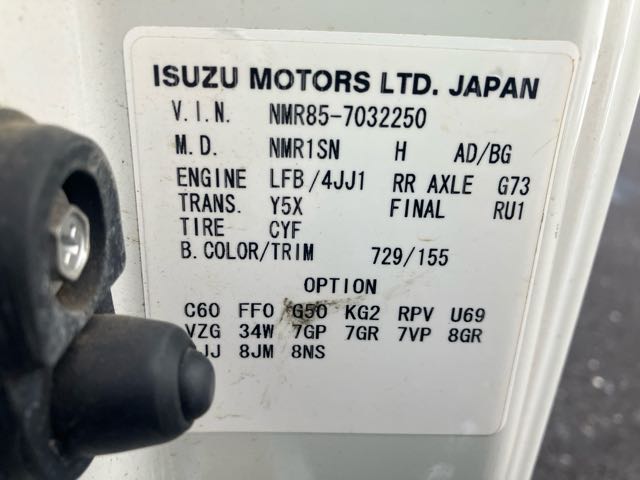 ISUZU MOTORS LTD. JAPAN
V.I.N. NMR85-7032250
M.D. NMR1SN H AD/BG
ENGINE LFB/4JJ1 RR AXLE G73
TRANS. Y5X FINAL RU1
TIRE CYF
B.COLOR/TRIM 729/155
OPTION
C60 FF0 G50 KG2 RPV U69
VZG 34W 7GP 7GR 7VP 8GR
8JM 8NS